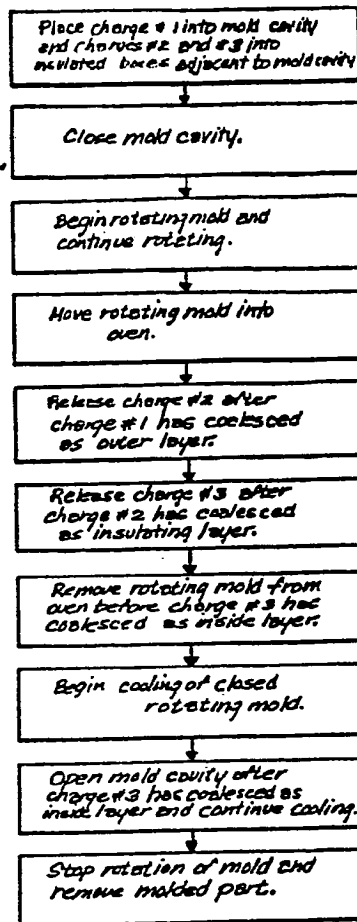 Place charge #1 into mold cavity
and charges #2 and #3 into
insulated boxes adjacent to mold cavity
Close mold cavity.
Begin rotating mold and
continue rotating.
Move rotating mold into
oven.
Release charge #2 after
charge #1 has coalesced
as outer layer.
Release charge #3 after
charge #2 has coalesced
as insulating layer.
Remove rotating mold from
oven before charge #3 has
coalesced as inside layer.
Begin cooling of closed
rotating mold.
Open mold cavity after
charge #3 has coalesced as
inside layer and continue cooling.
Stop rotation of mold and
remove molded part.